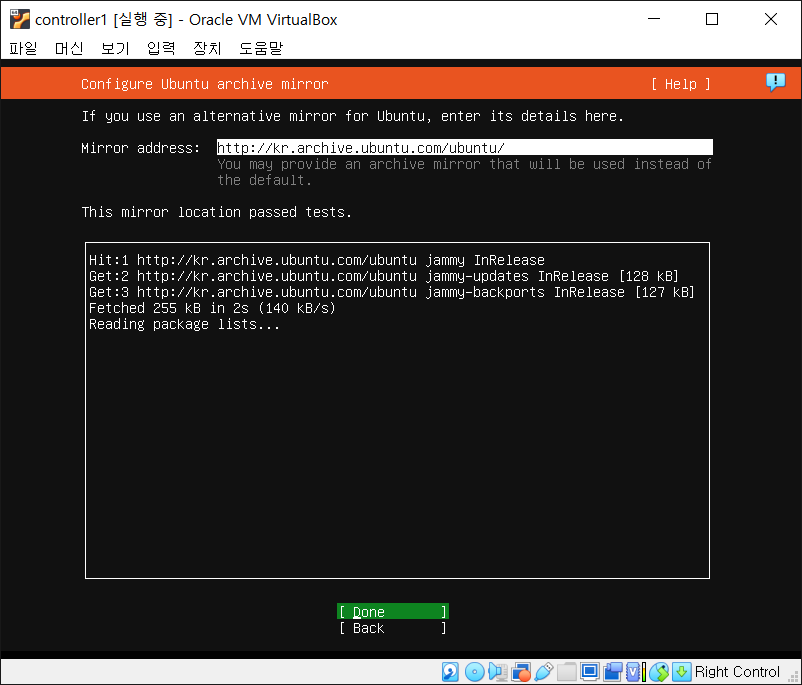 controller1 [실행 중] - Oracle VM VirtualBox
파일 머신 보기 입력 장치 도움말
Configure Ubuntu archive mirror [ Help ]
If you use an alternative mirror for Ubuntu, enter its details here.
Mirror address: http://kr.archive.ubuntu.com/ubuntu/
You may provide an archive mirror that will be used instead of
the default.
This mirror location passed tests.
Hit:1 http://kr.archive.ubuntu.com/ubuntu jammy InRelease
Get:2 http://kr.archive.ubuntu.com/ubuntu jammy-updates InRelease [128 kB]
Get:3 http://kr.archive.ubuntu.com/ubuntu jammy-backports InRelease [127 kB]
Fetched 255 kB in 2s (140 kB/s)
Reading package lists...
[ Done ]
[ Back ]
Right Control